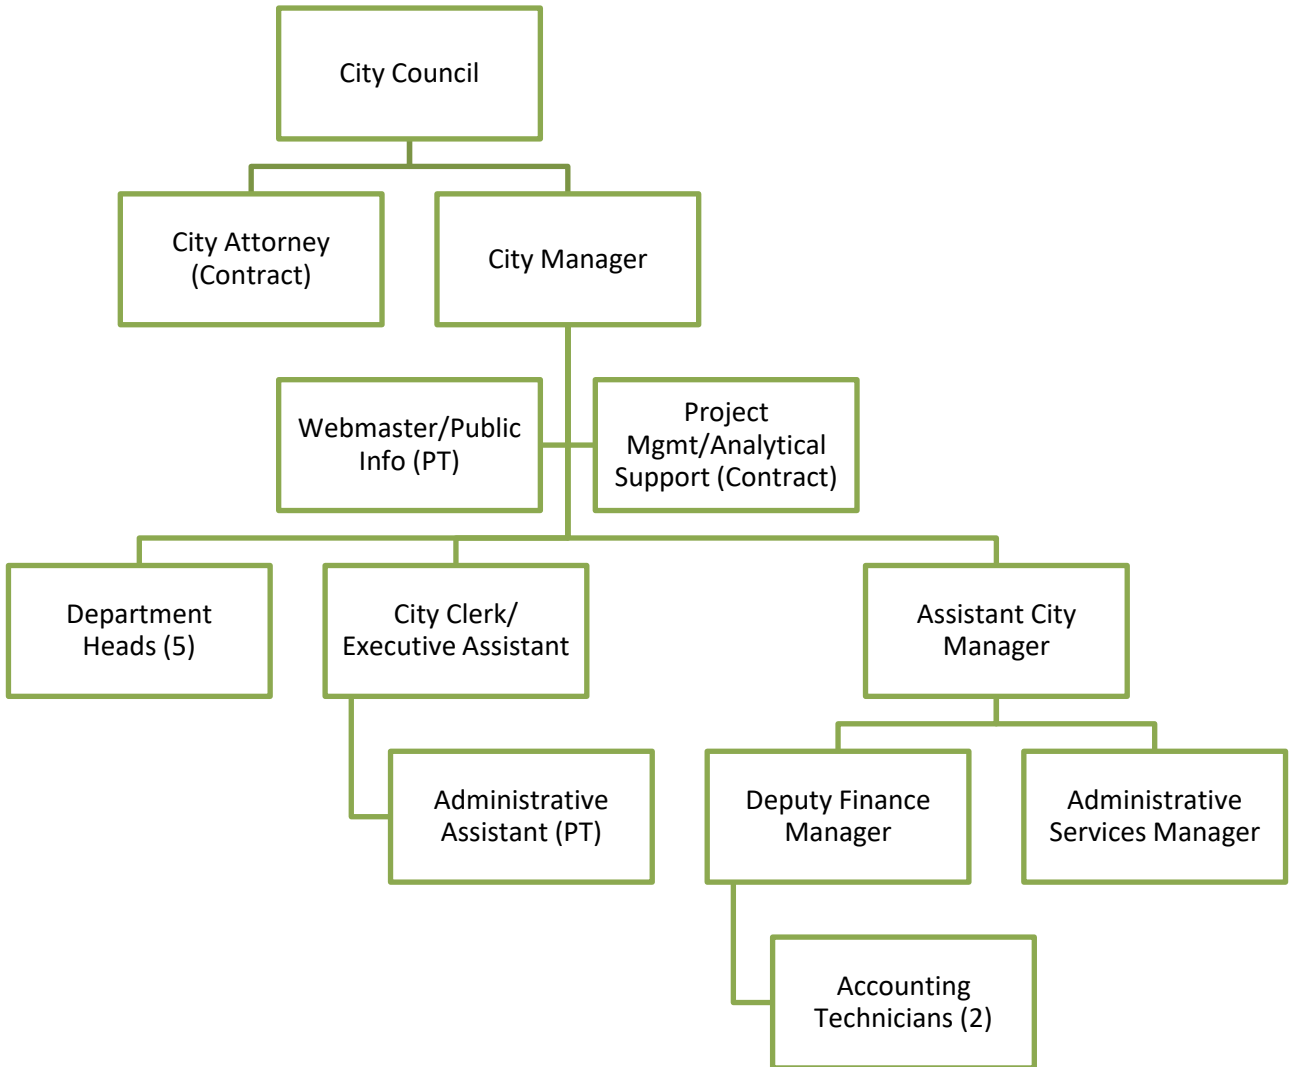 City Council
City Attorney
(Contract)
City Manager
Webmaster/Public
Info (PT)
Project
Mgmt/Analytical
Support (Contract)
Department
Heads (5)
City Clerk/
Executive Assistant
Assistant City
Manager
Administrative
Assistant (PT)
Deputy Finance
Manager
Administrative
Services Manager
Accounting
Technicians (2)